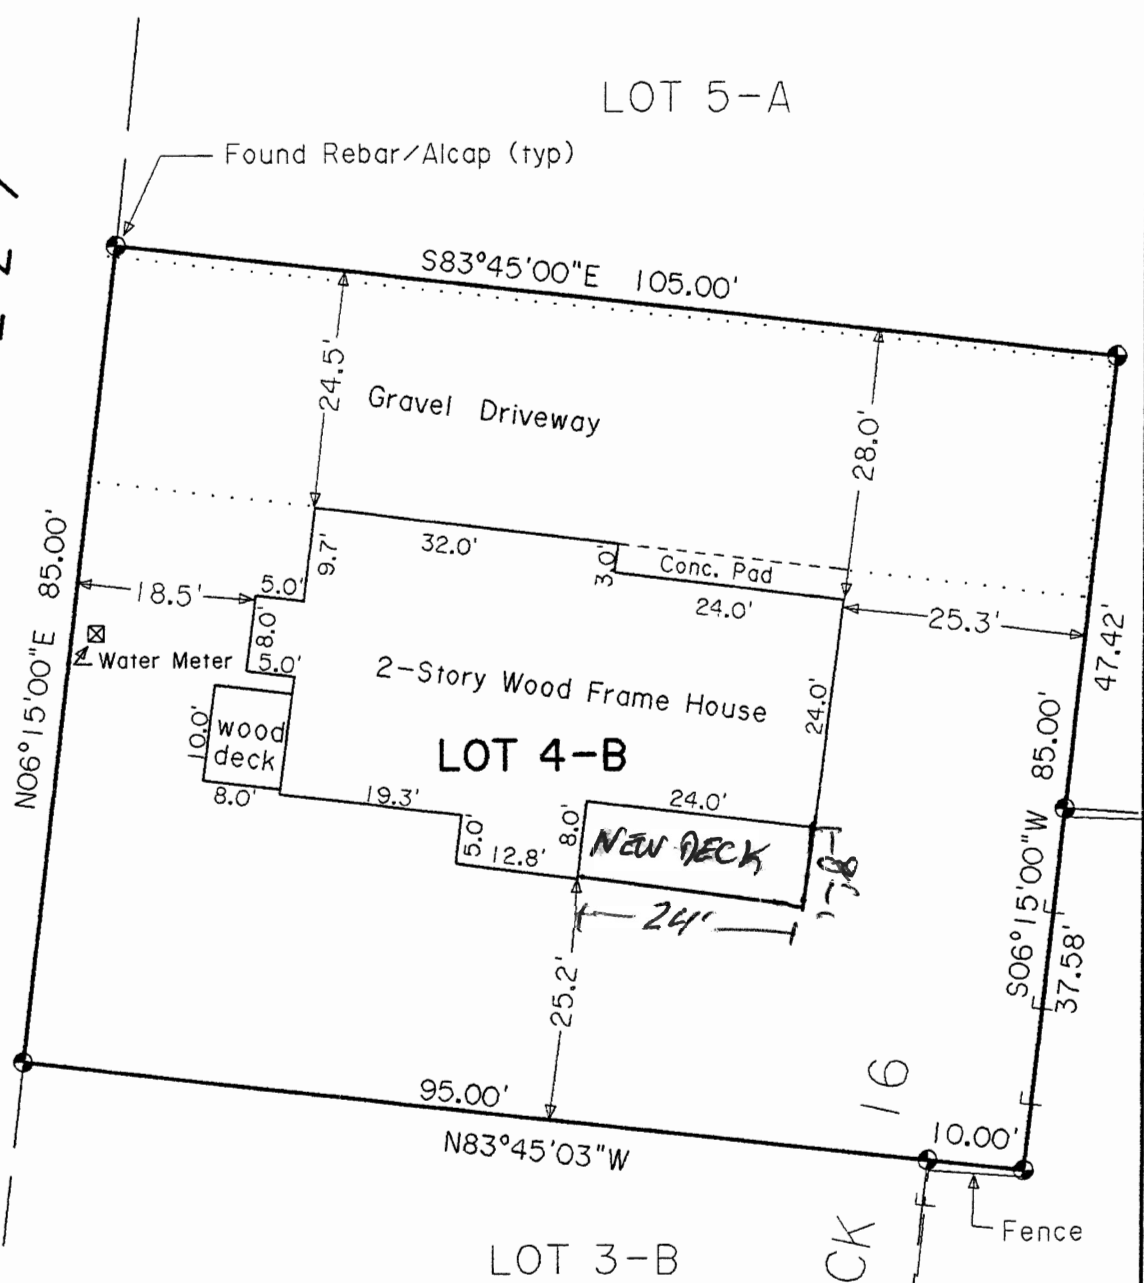 LOT 5-A
Found Rebar/Alcap (typ)
S83°45'00"E 105.00'
24.5'
Gravel Driveway
28.0'
32.0'
9.7'
3.0'
Conc. Pad
24.0'
5.0'
18.5'
8.0'
25.3'
N06°15'00"E 85.00'
Water Meter
5.0'
2-Story Wood Frame House
24.0'
47.42'
10.0'
wood
deck
LOT 4-B
S06°15'00"W 85.00'
8.0'
19.3'
24.0'
5.0'
12.8'
8.0'
NEW DECK
8'
24'
25.2'
37.58'
95.00'
N83°45'03"W
16
10.00'
CK
Fence
LOT 3-B